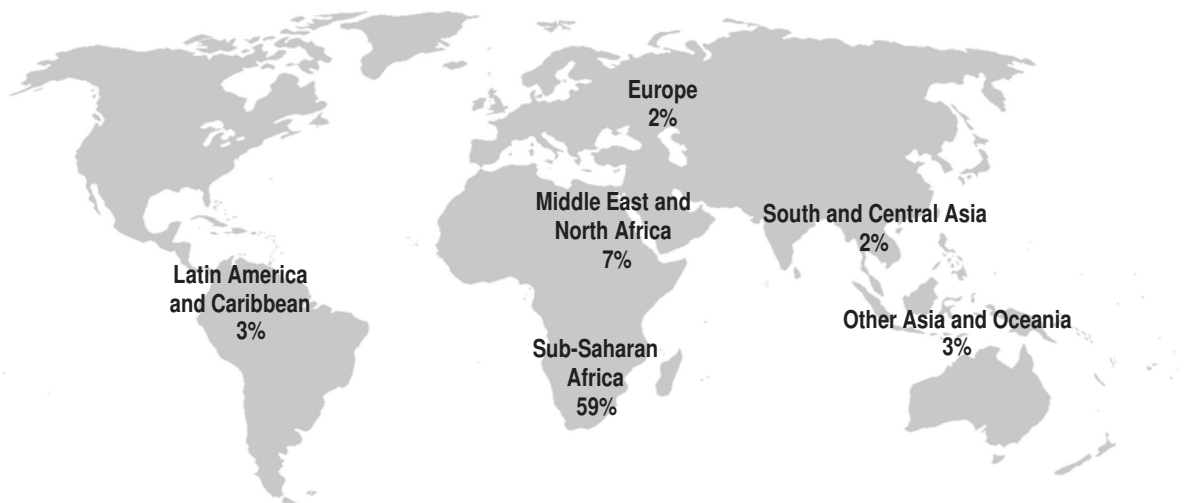 Europe
2%
Middle East and
North Africa
7%
South and Central Asia
2%
Latin America
and Caribbean
3%
Other Asia and Oceania
3%
Sub-Saharan
Africa
59%